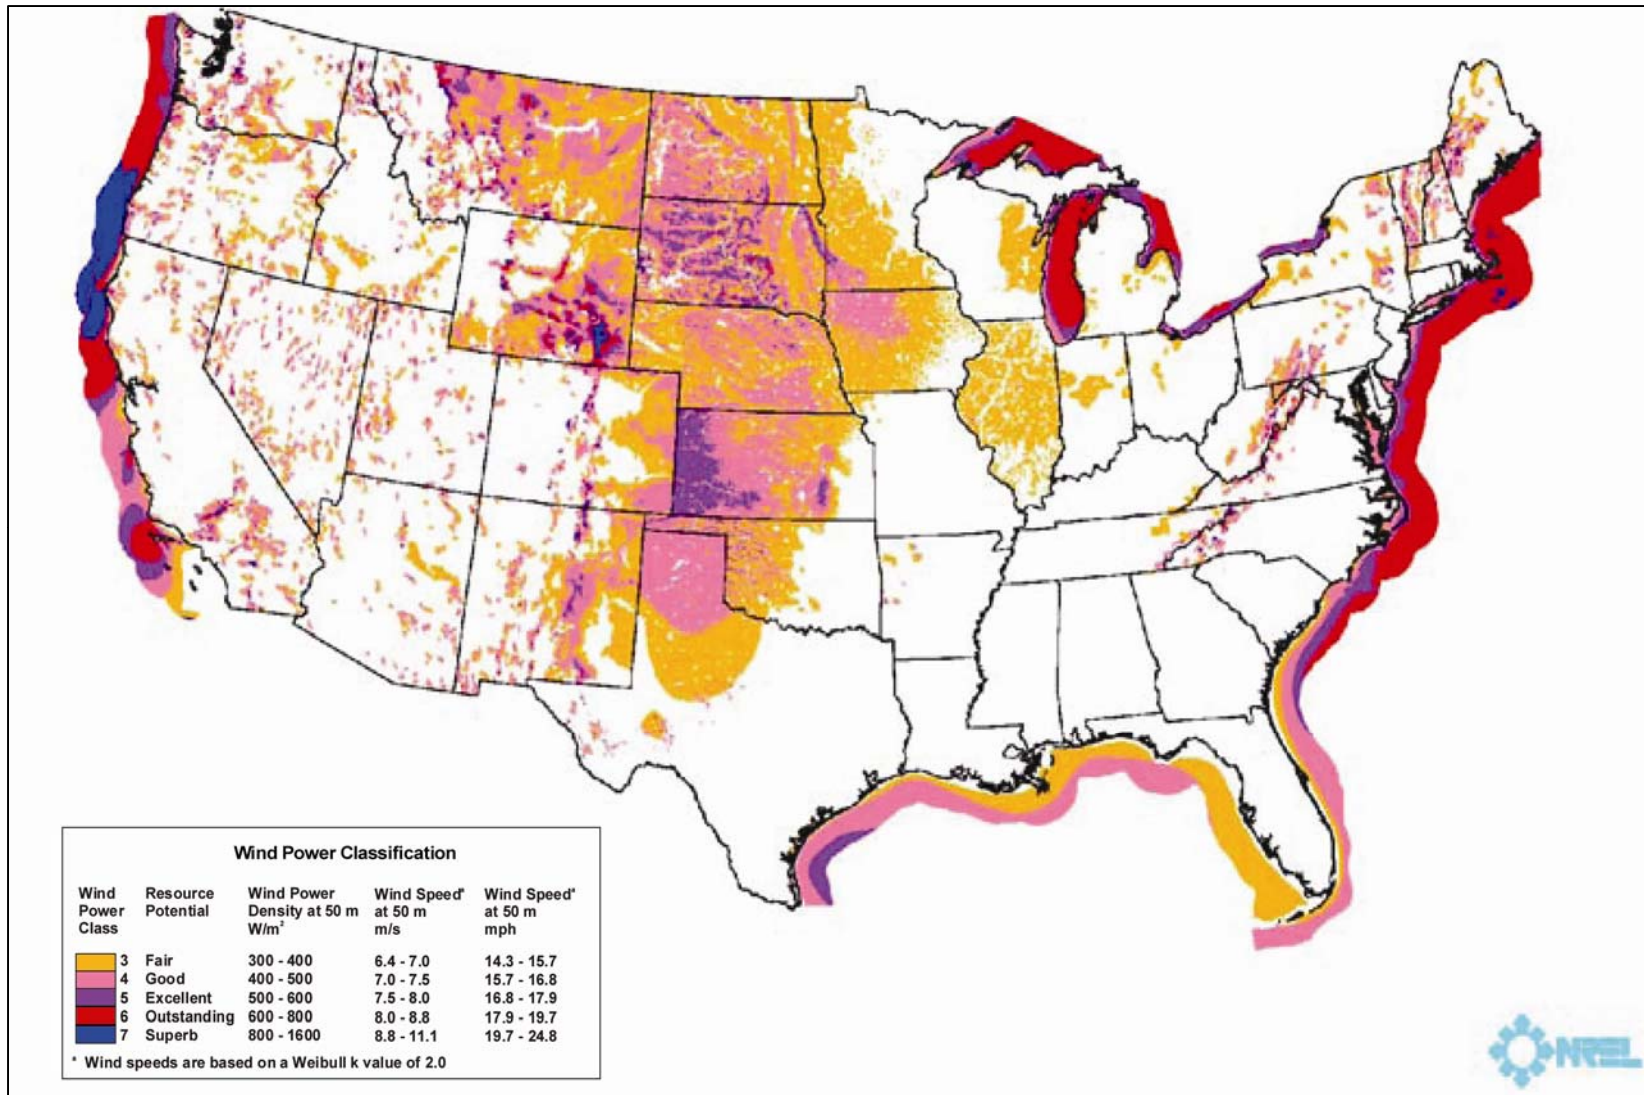 Wind Power Classification
Wind Power Class Resource Potential Wind Power Density at 50 m W/m² Wind Speedª at 50 m m/s Wind Speedª at 50 m mph
3 Fair 300 - 400 6.4 - 7.0 14.3 - 15.7
4 Good 400 - 500 7.0 - 7.5 15.7 - 16.8
5 Excellent 500 - 600 7.5 - 8.0 16.8 - 17.9
6 Outstanding 600 - 800 8.0 - 8.8 17.9 - 19.7
7 Superb 800 - 1600 8.8 - 11.1 19.7 - 24.8
ª Wind speeds are based on a Weibull k value of 2.0
NREL